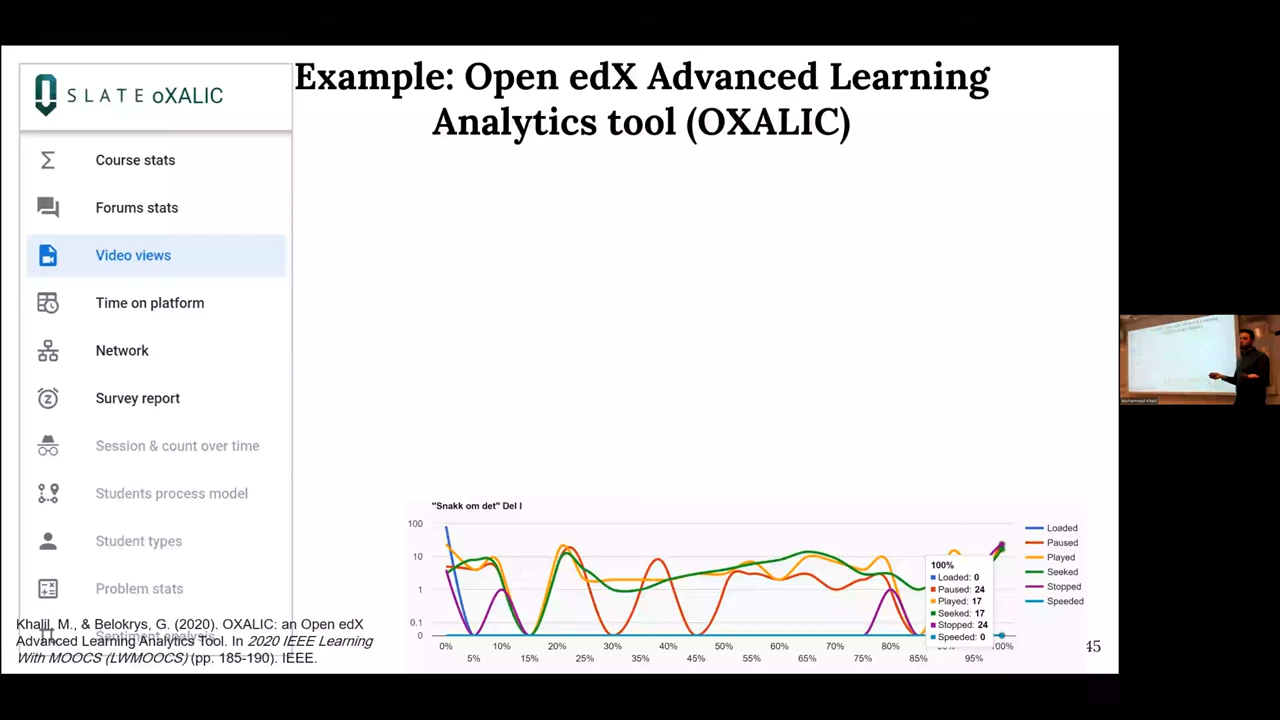 Example: Open edX Advanced Learning
Analytics tool (OXALIC)
SLATE oXALIC
Course stats
Forums stats
Video views
Time on platform
Network
Survey report
Session & count over time
Students process model
Student types
Problem stats
Sentiment analysis
Khalil, M., & Belokrys, G. (2020). OXALIC: an Open edX
Advanced Learning Analytics Tool. In 2020 IEEE Learning
With MOOCS (LWMOOCS) (pp. 185-190). IEEE.
"Snakk om det" Del I
100
10
1
0.1
0
0%
5%
10%
15%
20%
25%
30%
35%
40%
45%
50%
55%
60%
65%
70%
75%
80%
85%
90%
95%
100%
100%
Loaded: 0
Paused: 24
Played: 17
Seeked: 17
Stopped: 24
Speeded: 0
Loaded
Paused
Played
Seeked
Stopped
Speeded
45
Mohammad Khalil